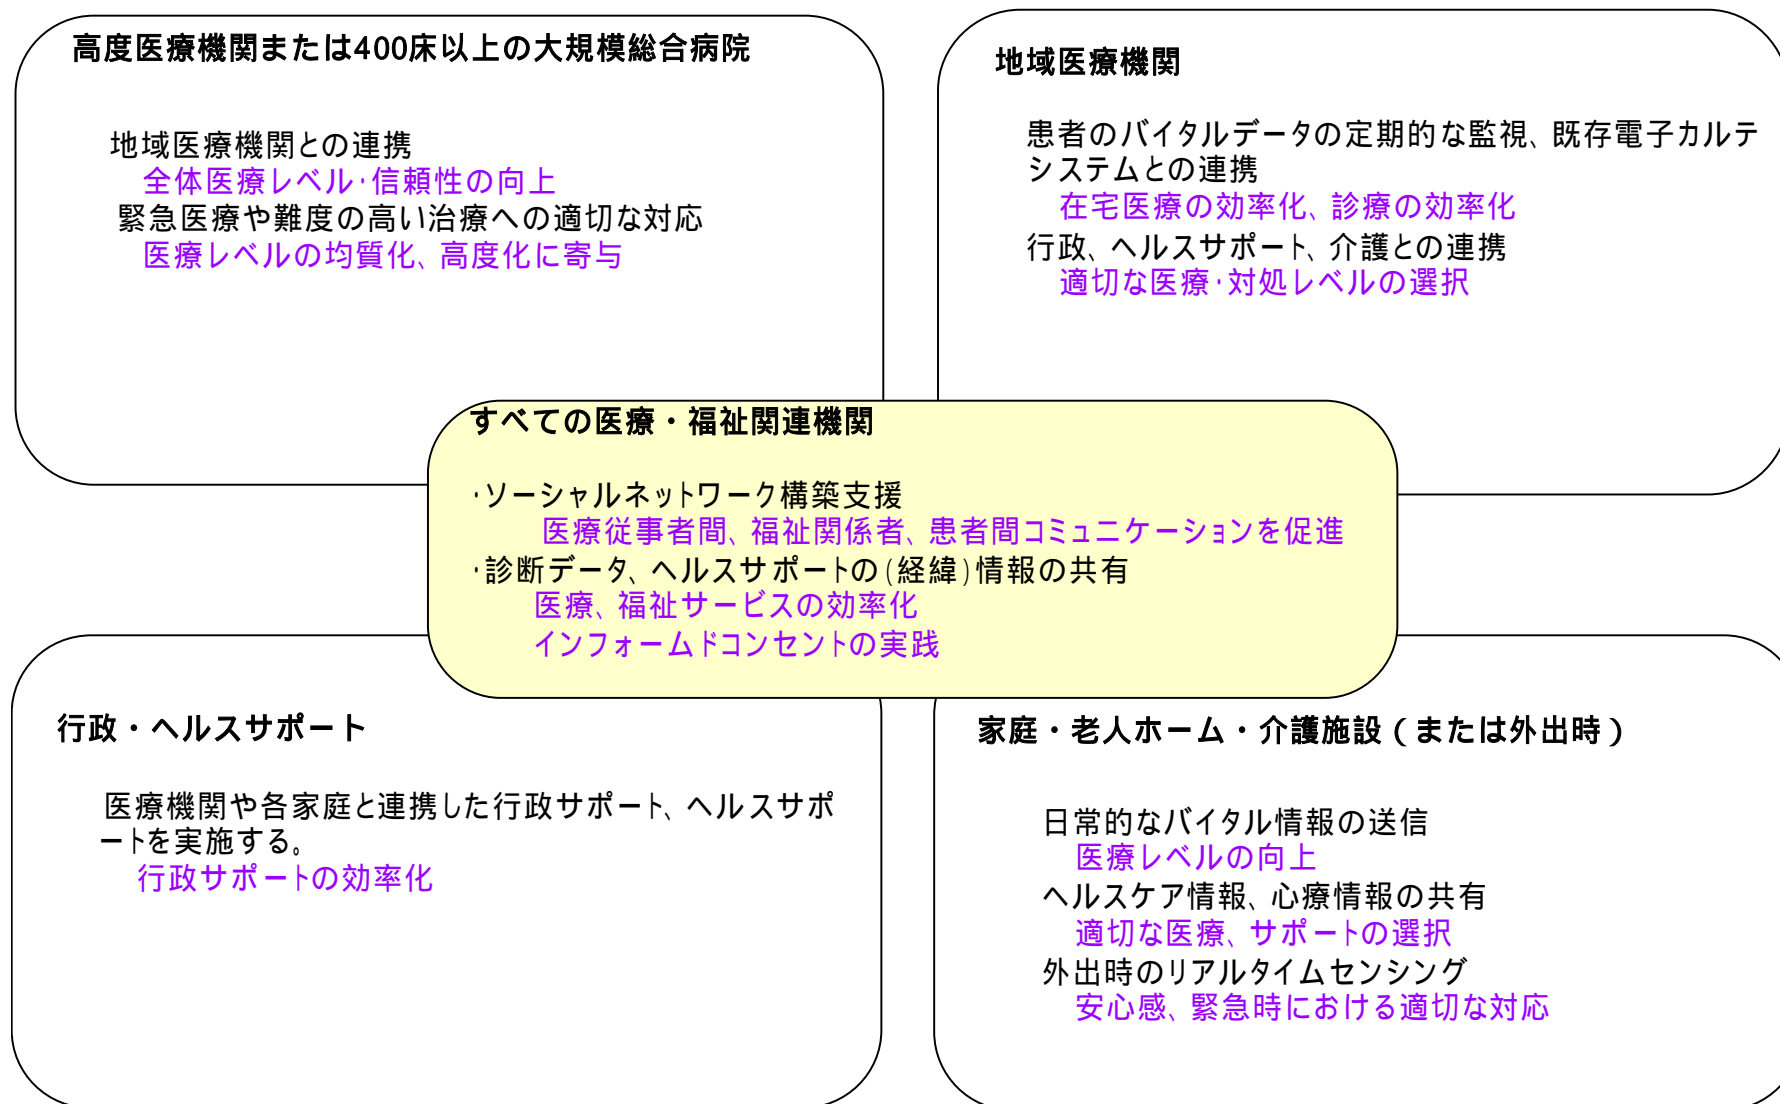 高度医療機関または400床以上の大規模総合病院
地域医療機関との連携
全体医療レベル・信頼性の向上
緊急医療や難度の高い治療への適切な対応
医療レベルの均質化、高度化に寄与
地域医療機関
患者のバイタルデータの定期的な監視、既存電子カルテ
システムとの連携
在宅医療の効率化、診療の効率化
行政、ヘルスサポート、介護との連携
適切な医療・対処レベルの選択
すべての医療・福祉関連機関
・ソーシャルネットワーク構築支援
医療従事者間、福祉関係者、患者間コミュニケーションを促進
・診断データ、ヘルスサポートの(経緯)情報の共有
医療、福祉サービスの効率化
インフォームドコンセントの実践
行政・ヘルスサポート
医療機関や各家庭と連携した行政サポート、ヘルスサポ
ートを実施する。
行政サポートの効率化
家庭・老人ホーム・介護施設(または外出時)
日常的なバイタル情報の送信
医療レベルの向上
ヘルスケア情報、心療情報の共有
適切な医療、サポートの選択
外出時のリアルタイムセンシング
安心感、緊急時における適切な対応